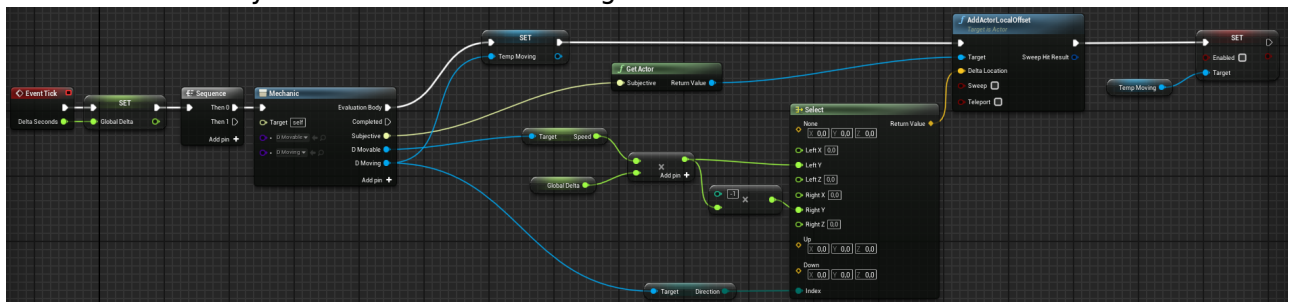 Event Tick
Delta Seconds
SET
Global Delta
Sequence
Then 0
Then 1
Add pin +
Mechanic
Target self
D Movable
D Moving
Evaluation Body
Completed
Subjective
D Movable
D Moving
Add pin +
SET
Temp Moving
f Get Actor
Subjective Return Value
Target Speed
Global Delta
×
Add pin +
-1 ×
Target Direction
Select
None
X 0,0 Y 0,0 Z 0,0
Return Value
Left X 0,0
Left Y
Left Z 0,0
Right X 0,0
Right Y
Right Z 0,0
Up
X 0,0 Y 0,0 Z 0,0
Down
X 0,0 Y 0,0 Z 0,0
Index
f AddActorLocalOffset
Target is Actor
Target
Sweep Hit Result
Delta Location
Sweep
Teleport
Temp Moving
SET
Enabled
Target